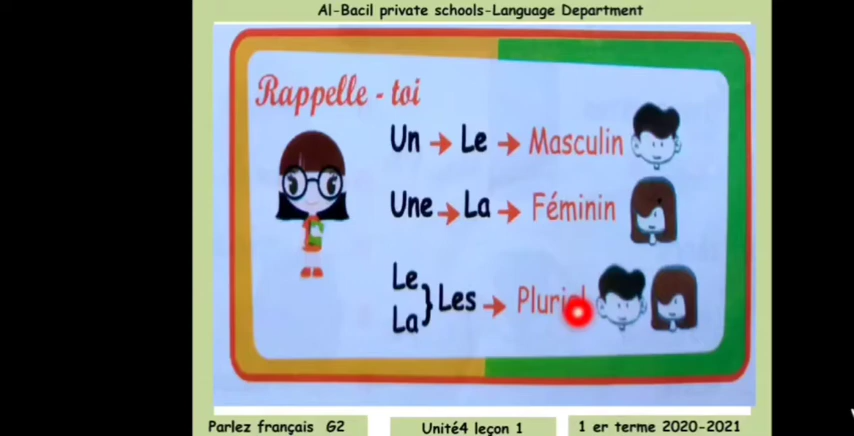 Al-Bacil private schools-Language Department
Rappelle - toi
Un → Le → Masculin
Une → La → Féminin
Le
La
} Les → Pluriel
Parlez français G2
Unité4 leçon 1
1 er terme 2020-2021